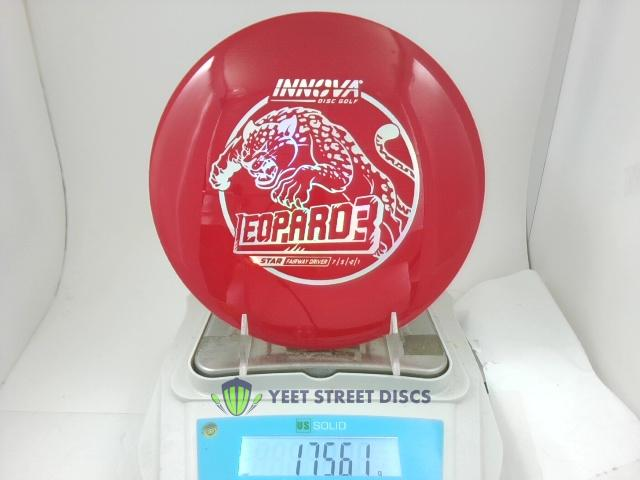 INNOVA®
DISC GOLF
LEOPARD3
STAR FAIRWAY DRIVER 7/5/-2/1
YEET STREET DISCS
US SOLID
175.61 g